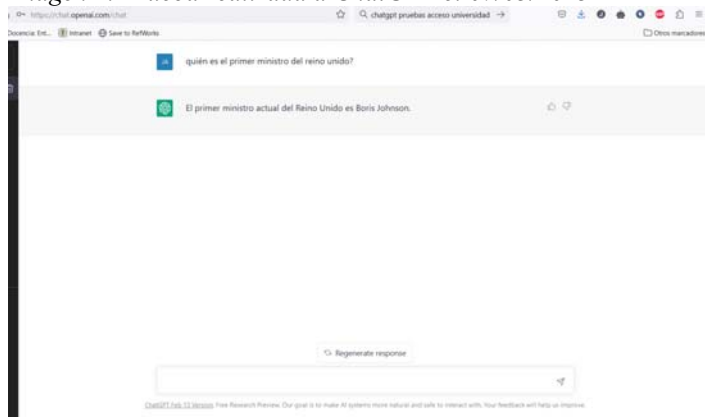 https://chat.openai.com/chat
chatgpt pruebas acceso universidad →
Docencia: Ent... Intranet Save to RefWorks
Otros marcadores
JA quién es el primer ministro del reino unido?
El primer ministro actual del Reino Unido es Boris Johnson.
Regenerate response
ChatGPT Feb 13 Version. Free Research Preview. Our goal is to make AI systems more natural and safe to interact with. Your feedback will help us improve.